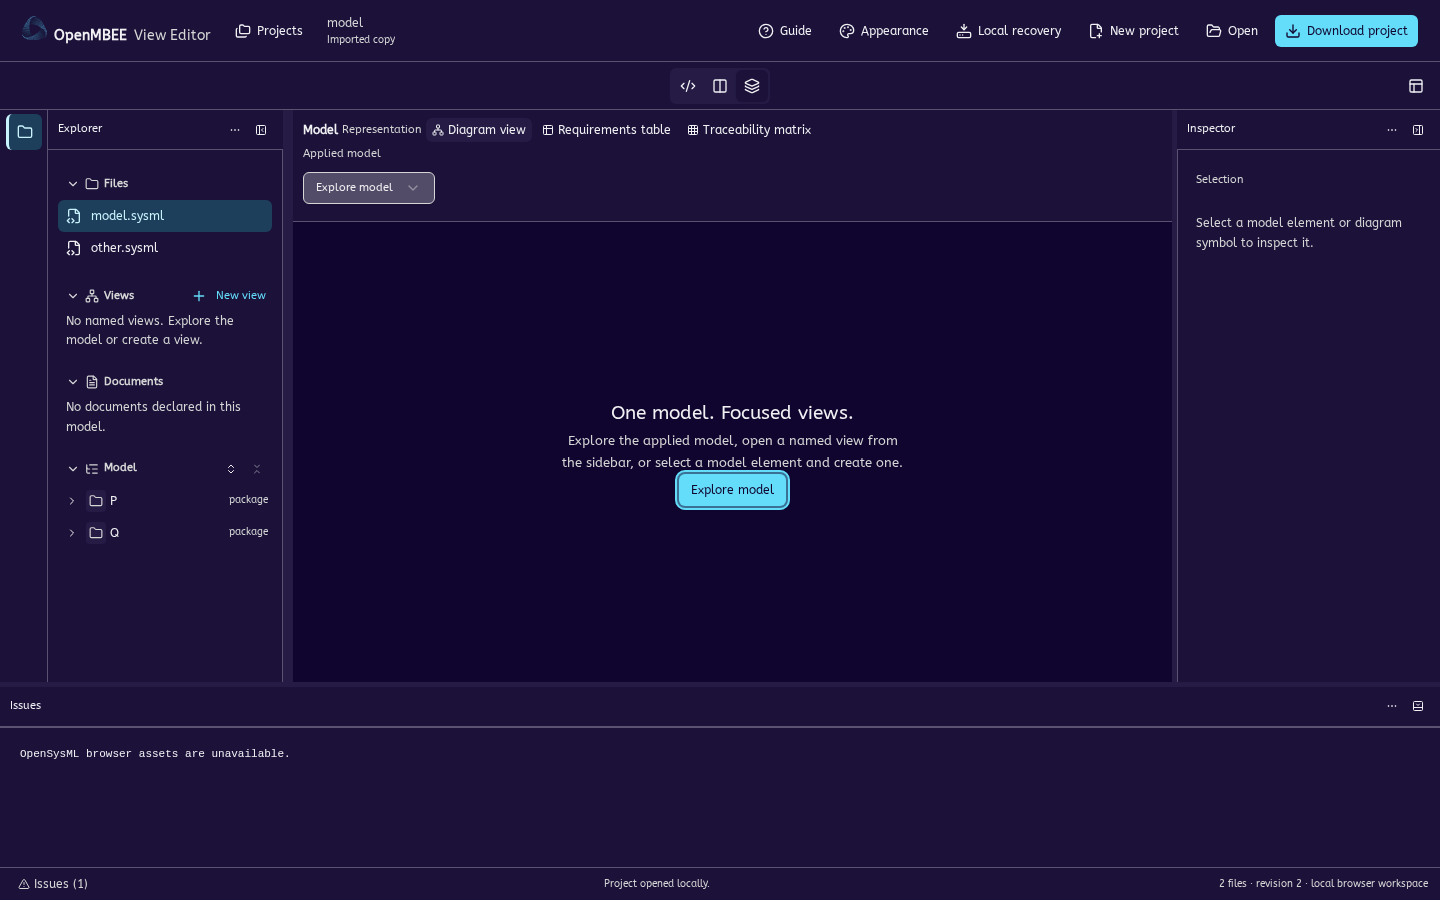 OpenMBEE View Editor
Projects
model
Imported copy
Guide
Appearance
Local recovery
New project
Open
Download project
Explorer
Files
model.sysml
other.sysml
Views
New view
No named views. Explore the
model or create a view.
Documents
No documents declared in this
model.
Model
P package
Q package
Model Representation Diagram view Requirements table Traceability matrix
Applied model
Explore model
One model. Focused views.
Explore the applied model, open a named view from
the sidebar, or select a model element and create one.
Explore model
Inspector
Selection
Select a model element or diagram
symbol to inspect it.
Issues
OpenSysML browser assets are unavailable.
Issues (1)
Project opened locally.
2 files · revision 2 · local browser workspace